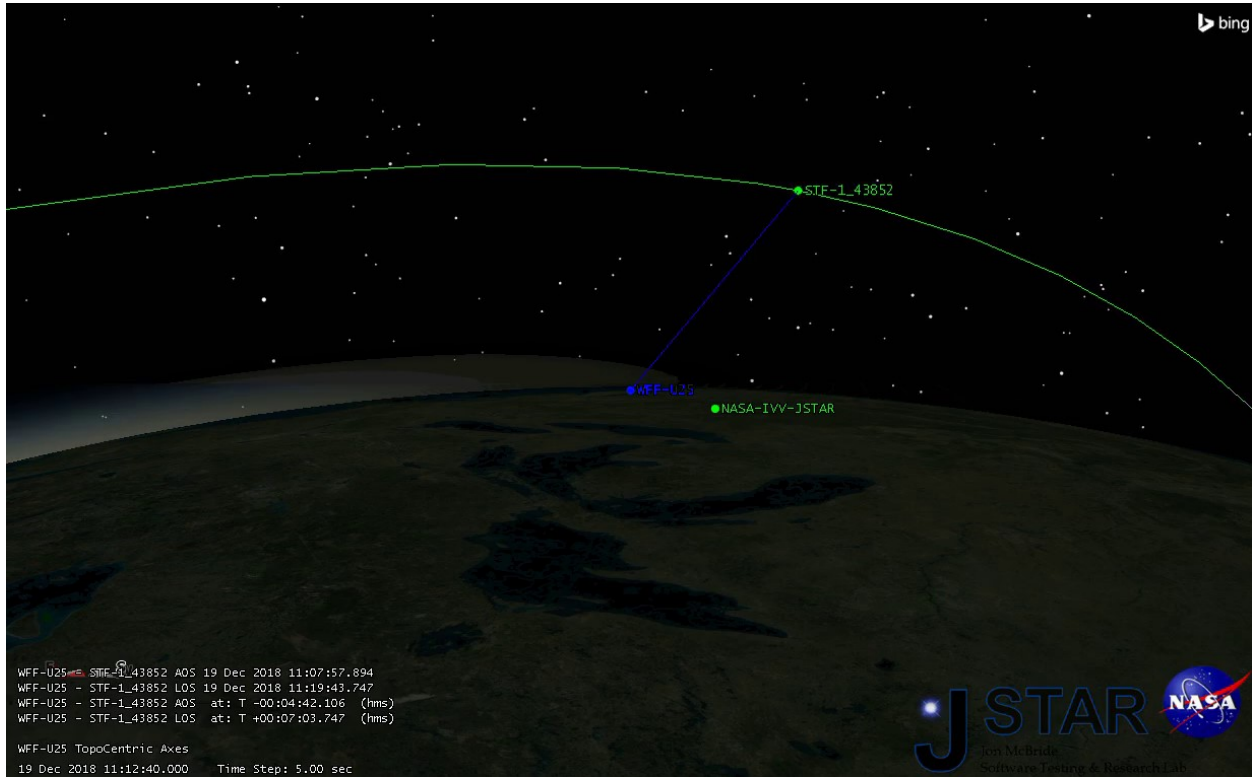 bing
STF-1_43852
WFF-U25
NASA-IVV-JSTAR
WFF-U25 - STF-1_43852 AOS 19 Dec 2018 11:07:57.894
WFF-U25 - STF-1_43852 LOS 19 Dec 2018 11:19:43.747
WFF-U25 - STF-1_43852 AOS at: T -00:04:42.106 (hms)
WFF-U25 - STF-1_43852 LOS at: T +00:07:03.747 (hms)
WFF-U25 TopoCentric Axes
19 Dec 2018 11:12:40.000 Time Step: 5.00 sec
JSTAR
Jon McBride
Software Testing & Research Lab
NASA